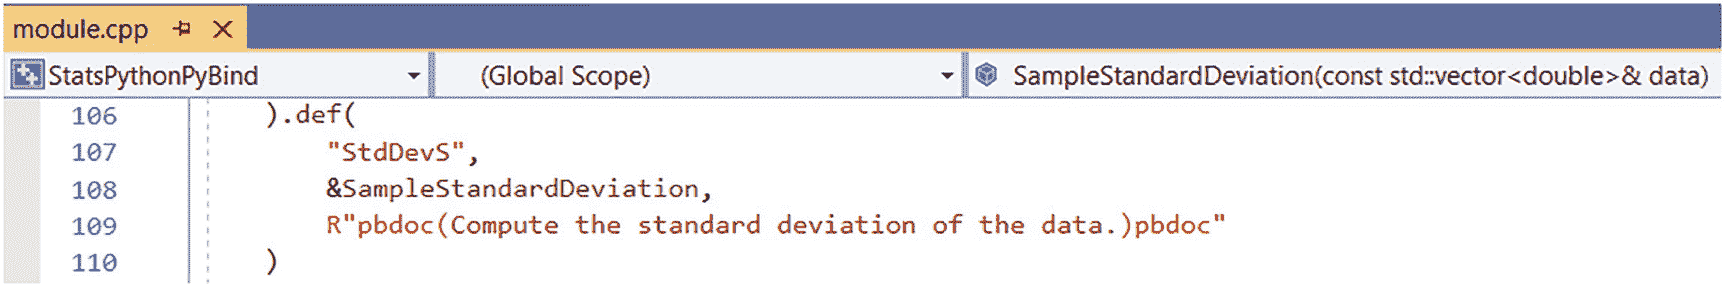 module.cpp
StatsPythonPyBind (Global Scope) SampleStandardDeviation(const std::vector<double>& data)
106 ).def(
107 "StdDevS",
108 &SampleStandardDeviation,
109 R"pbdoc(Compute the standard deviation of the data.)pbdoc"
110 )